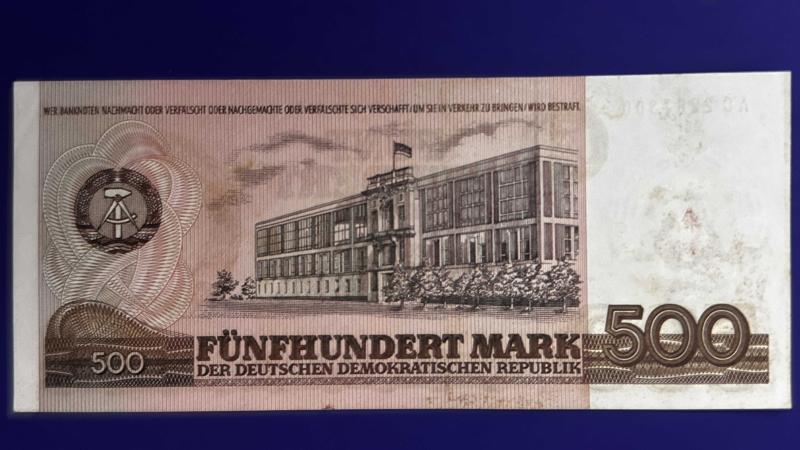 WER BANKNOTEN NACHMACHT ODER VERFÄLSCHT ODER NACHGEMACHTE ODER VERFÄLSCHTE SICH VERSCHAFFT/UM SIE IN VERKEHR ZU BRINGEN/WIRD BESTRAFT.
500
FÜNFHUNDERT MARK
DER DEUTSCHEN DEMOKRATISCHEN REPUBLIK
500